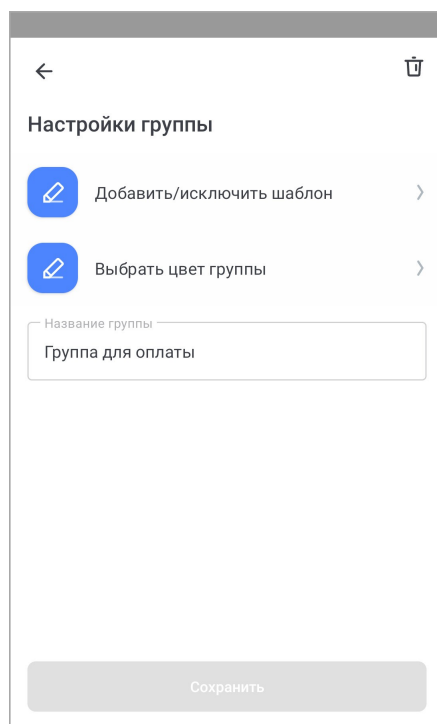 Настройки группы
Добавить/исключить шаблон
Выбрать цвет группы
Название группы
Группа для оплаты
Сохранить